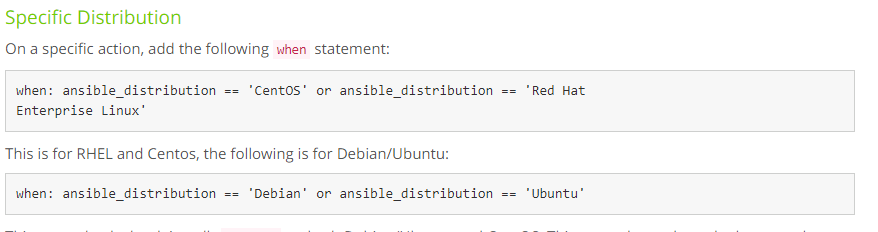 Specific Distribution
On a specific action, add the following when statement:
when: ansible_distribution == 'CentOS' or ansible_distribution == 'Red Hat
Enterprise Linux'
This is for RHEL and Centos, the following is for Debian/Ubuntu:
when: ansible_distribution == 'Debian' or ansible_distribution == 'Ubuntu'